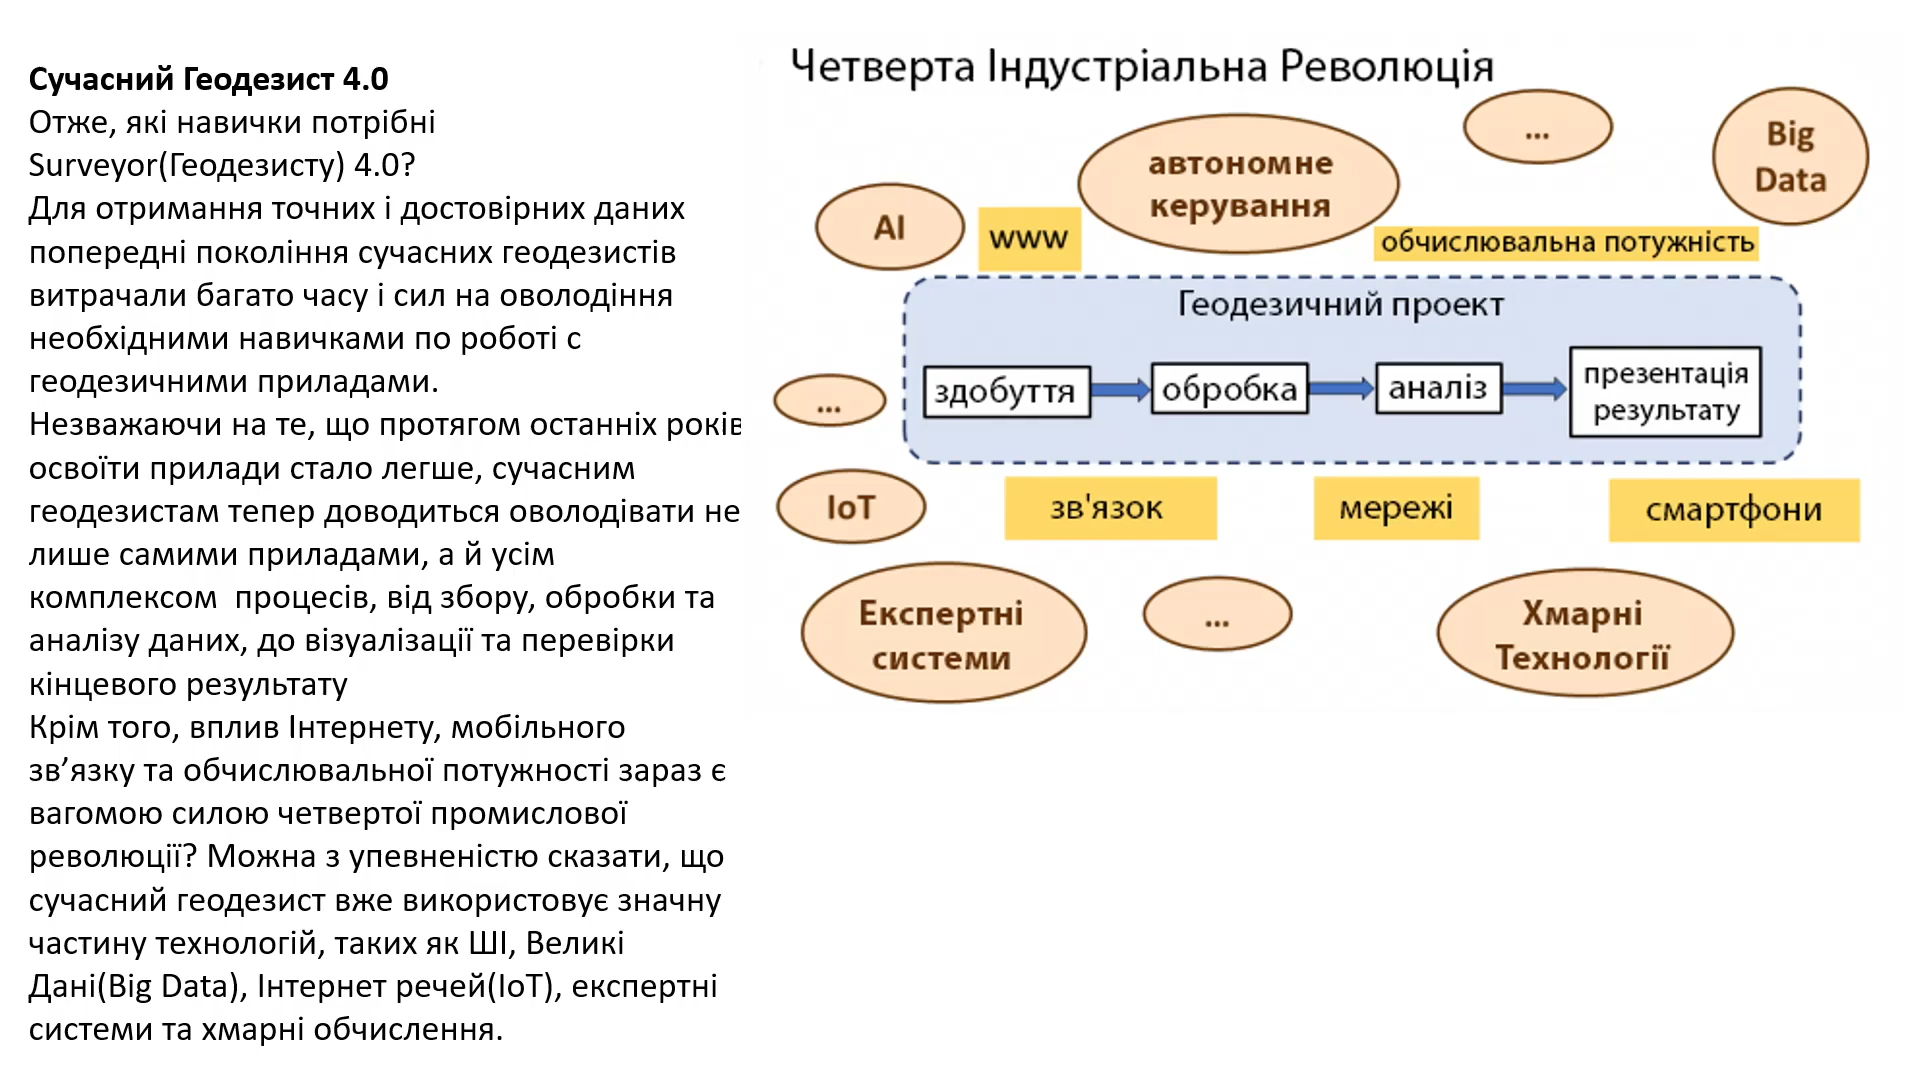 Сучасний Геодезист 4.0
Отже, які навички потрібні
Surveyor(Геодезисту) 4.0?
Для отримання точних і достовірних даних
попередні покоління сучасних геодезистів
витрачали багато часу і сил на оволодіння
необхідними навичками по роботі с
геодезичними приладами.
Незважаючи на те, що протягом останніх років
освоїти прилади стало легше, сучасним
геодезистам тепер доводиться оволодівати не
лише самими приладами, а й усім
комплексом  процесів, від збору, обробки та
аналізу даних, до візуалізації та перевірки
кінцевого результату
Крім того, вплив Інтернету, мобільного
зв’язку та обчислювальної потужності зараз є
вагомою силою четвертої промислової
революції? Можна з упевненістю сказати, що
сучасний геодезист вже використовує значну
частину технологій, таких як ШІ, Великі
Дані(Big Data), Інтернет речей(IoT), експертні
системи та хмарні обчислення.
Четверта Індустріальна Революція
...
Big
Data
автономне
керування
AI
www
обчислювальна потужність
Геодезичний проект
здобуття
обробка
аналіз
презентація
результату
...
IoT
зв'язок
мережі
смартфони
Експертні
системи
...
Хмарні
Технології